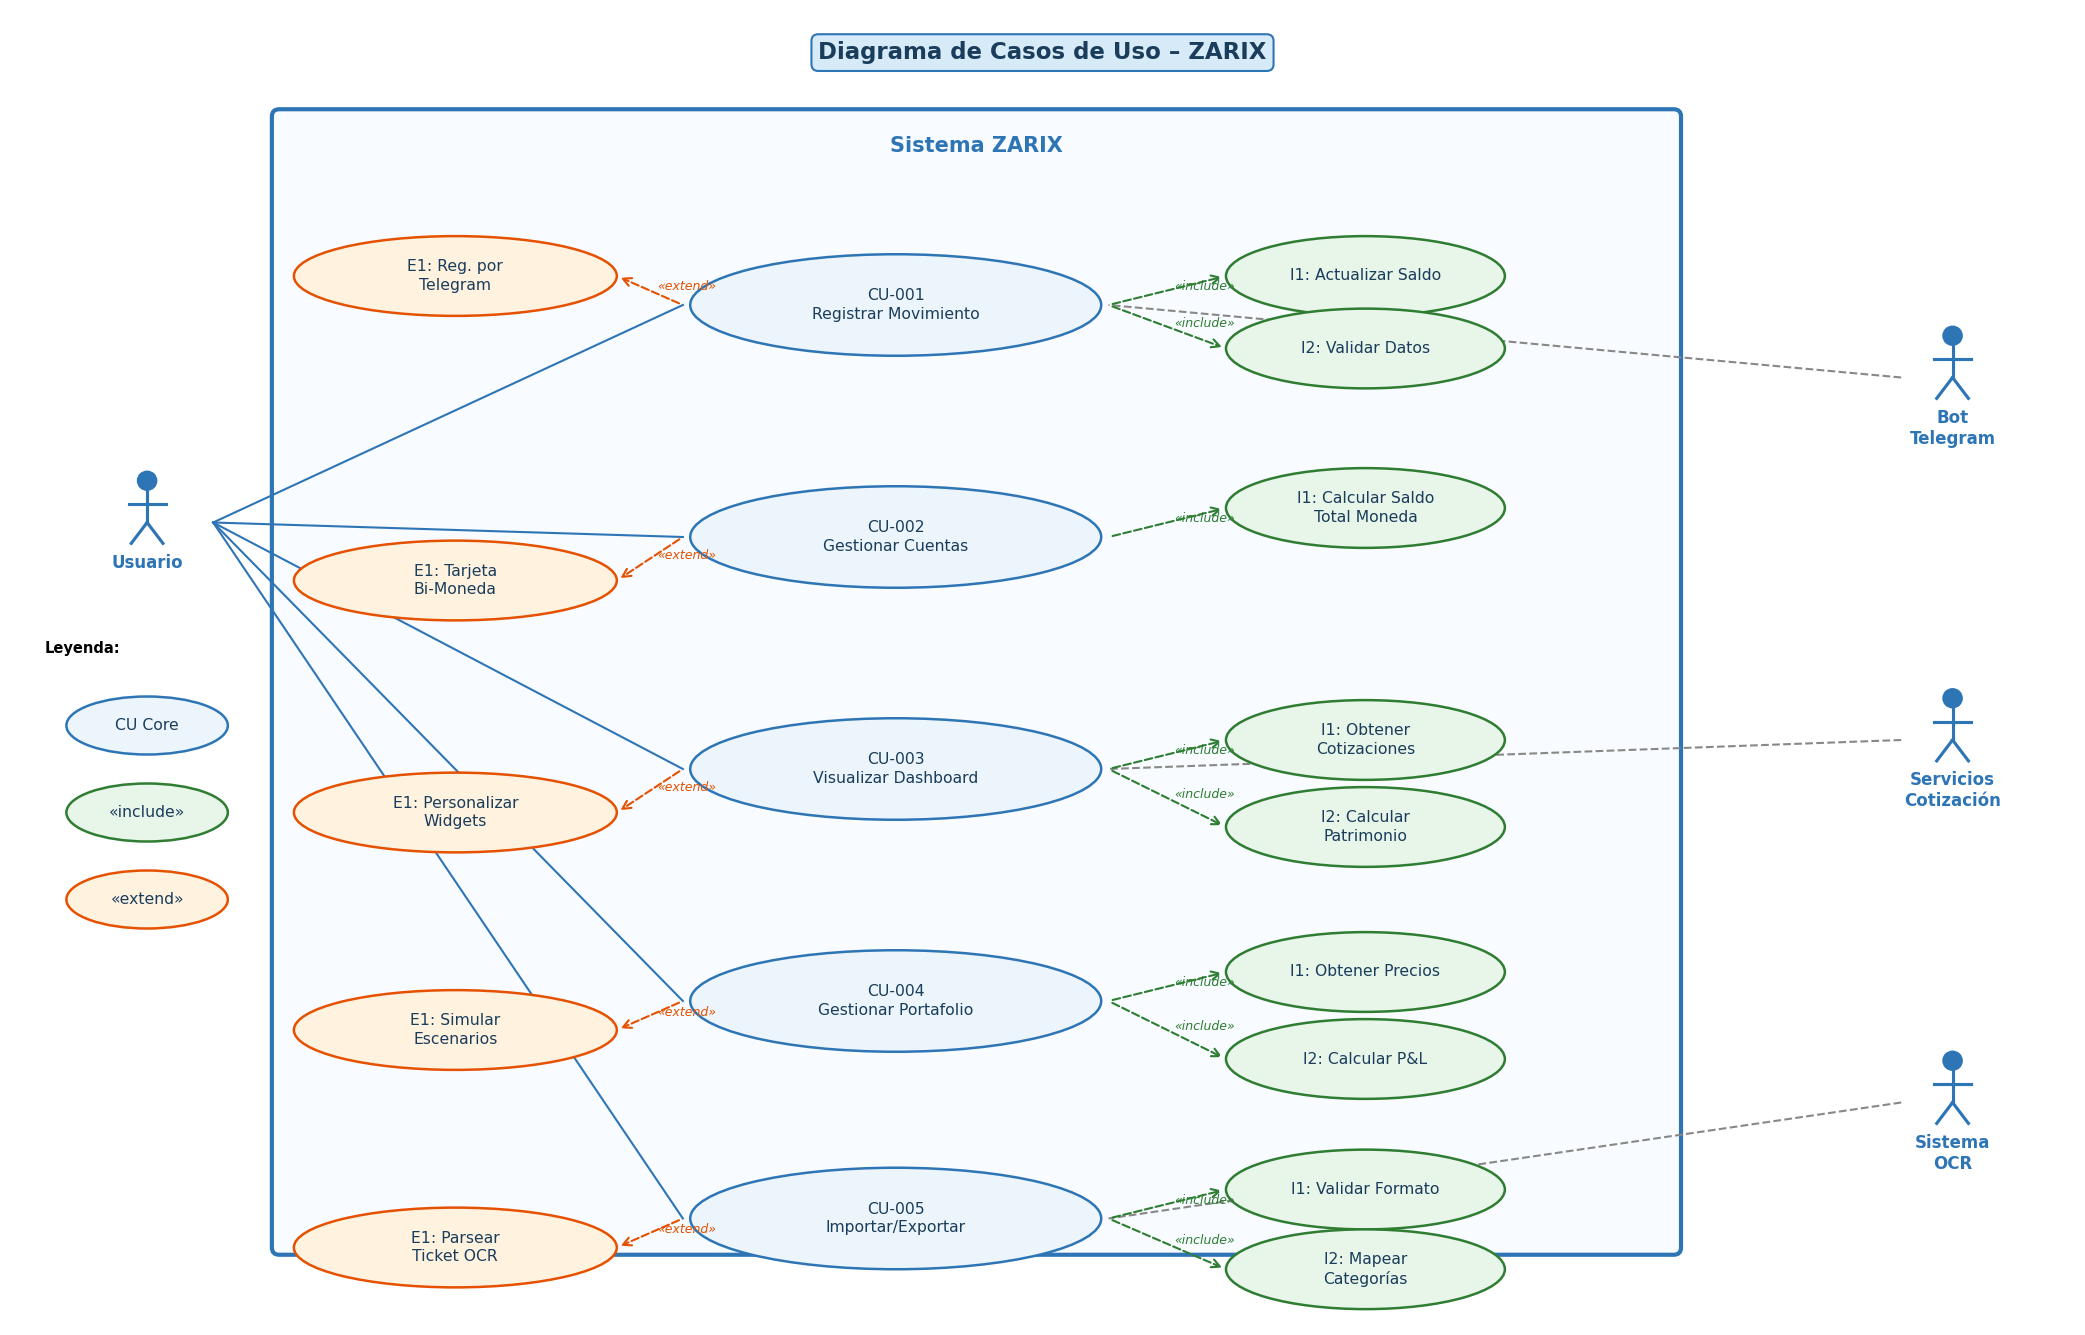 Diagrama de Casos de Uso – ZARIX
Sistema ZARIX
E1: Reg. por
Telegram
«extend»
CU-001
Registrar Movimiento
«include»
I1: Actualizar Saldo
«include»
I2: Validar Datos
Bot
Telegram
Usuario
E1: Tarjeta
Bi-Moneda
«extend»
CU-002
Gestionar Cuentas
«include»
I1: Calcular Saldo
Total Moneda
Leyenda:
CU Core
«include»
«extend»
E1: Personalizar
Widgets
«extend»
CU-003
Visualizar Dashboard
«include»
I1: Obtener
Cotizaciones
«include»
I2: Calcular
Patrimonio
Servicios
Cotización
E1: Simular
Escenarios
«extend»
CU-004
Gestionar Portafolio
«include»
I1: Obtener Precios
«include»
I2: Calcular P&L
Sistema
OCR
E1: Parsear
Ticket OCR
«extend»
CU-005
Importar/Exportar
«include»
I1: Validar Formato
«include»
I2: Mapear
Categorías